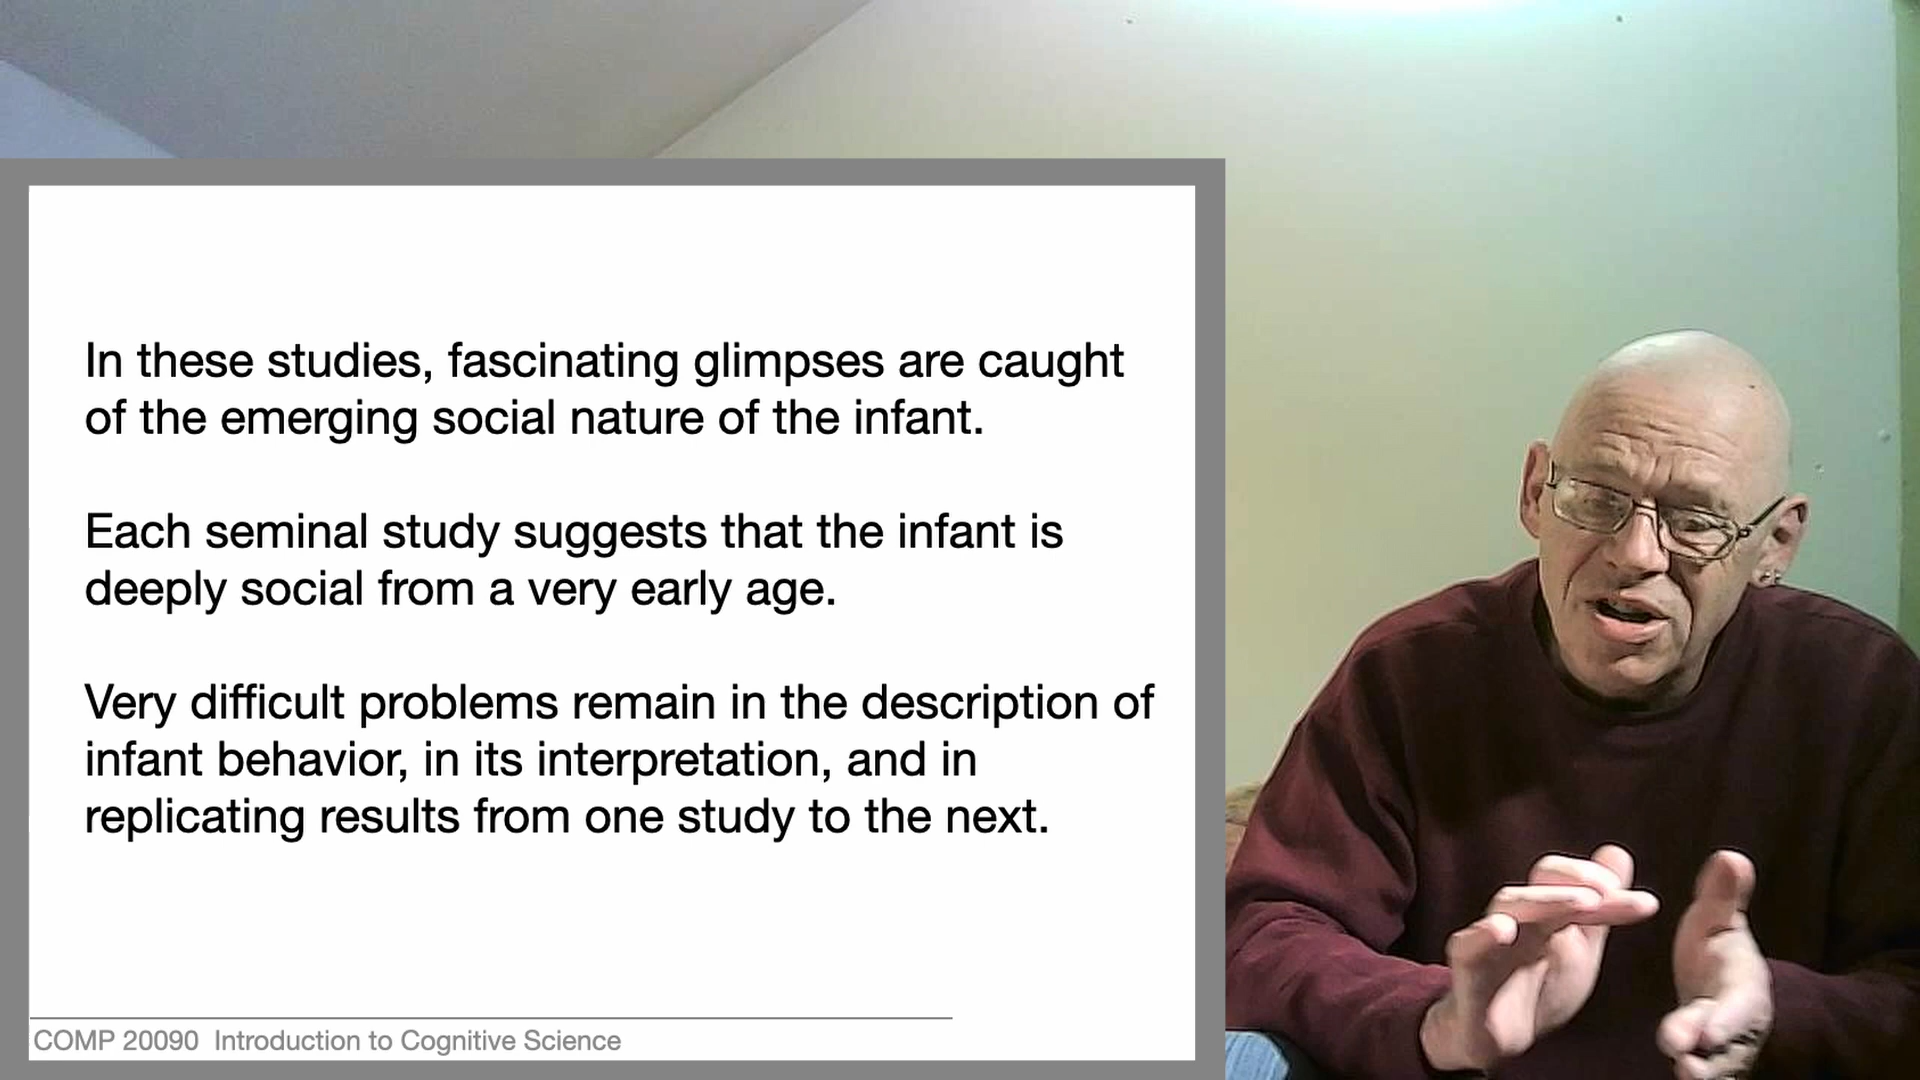 In these studies, fascinating glimpses are caught
of the emerging social nature of the infant.
Each seminal study suggests that the infant is
deeply social from a very early age.
Very difficult problems remain in the description of
infant behavior, in its interpretation, and in
replicating results from one study to the next.
COMP 20090 Introduction to Cognitive Science